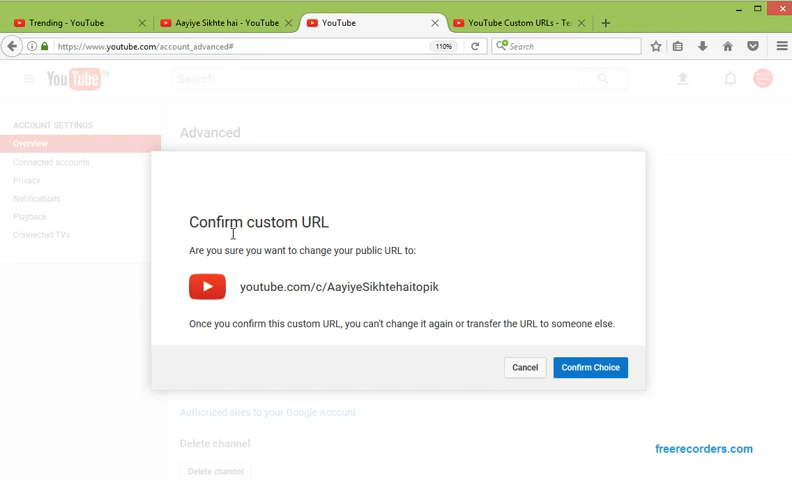 Trending - YouTube
Aayiye Sikhte hai - YouTube
YouTube
YouTube Custom URLs - Te
https://www.youtube.com/account_advanced#
110%
Search
YouTube IN
Search
ACCOUNT SETTINGS
Overview
Connected accounts
Privacy
Notifications
Playback
Connected TVs
Advanced
Confirm custom URL
Are you sure you want to change your public URL to:
youtube.com/c/AayiyeSikhtehaitopik
Once you confirm this custom URL, you can't change it again or transfer the URL to someone else.
Cancel
Confirm Choice
Authorized sites to your Google Account
Delete channel
Delete channel
freerecorders.com